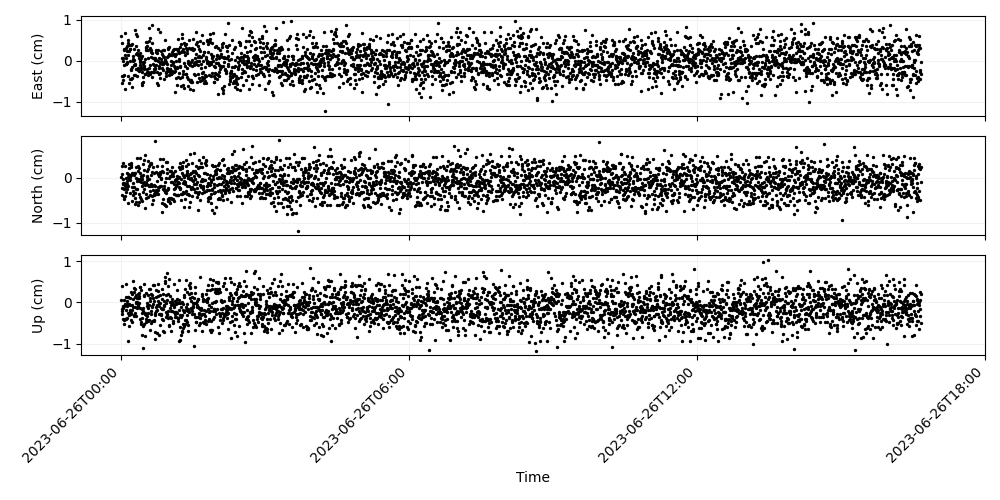 East (cm)
1
0
−1
North (cm)
0
−1
Up (cm)
1
0
−1
2023-06-26T00:00
2023-06-26T06:00
2023-06-26T12:00
2023-06-26T18:00
Time